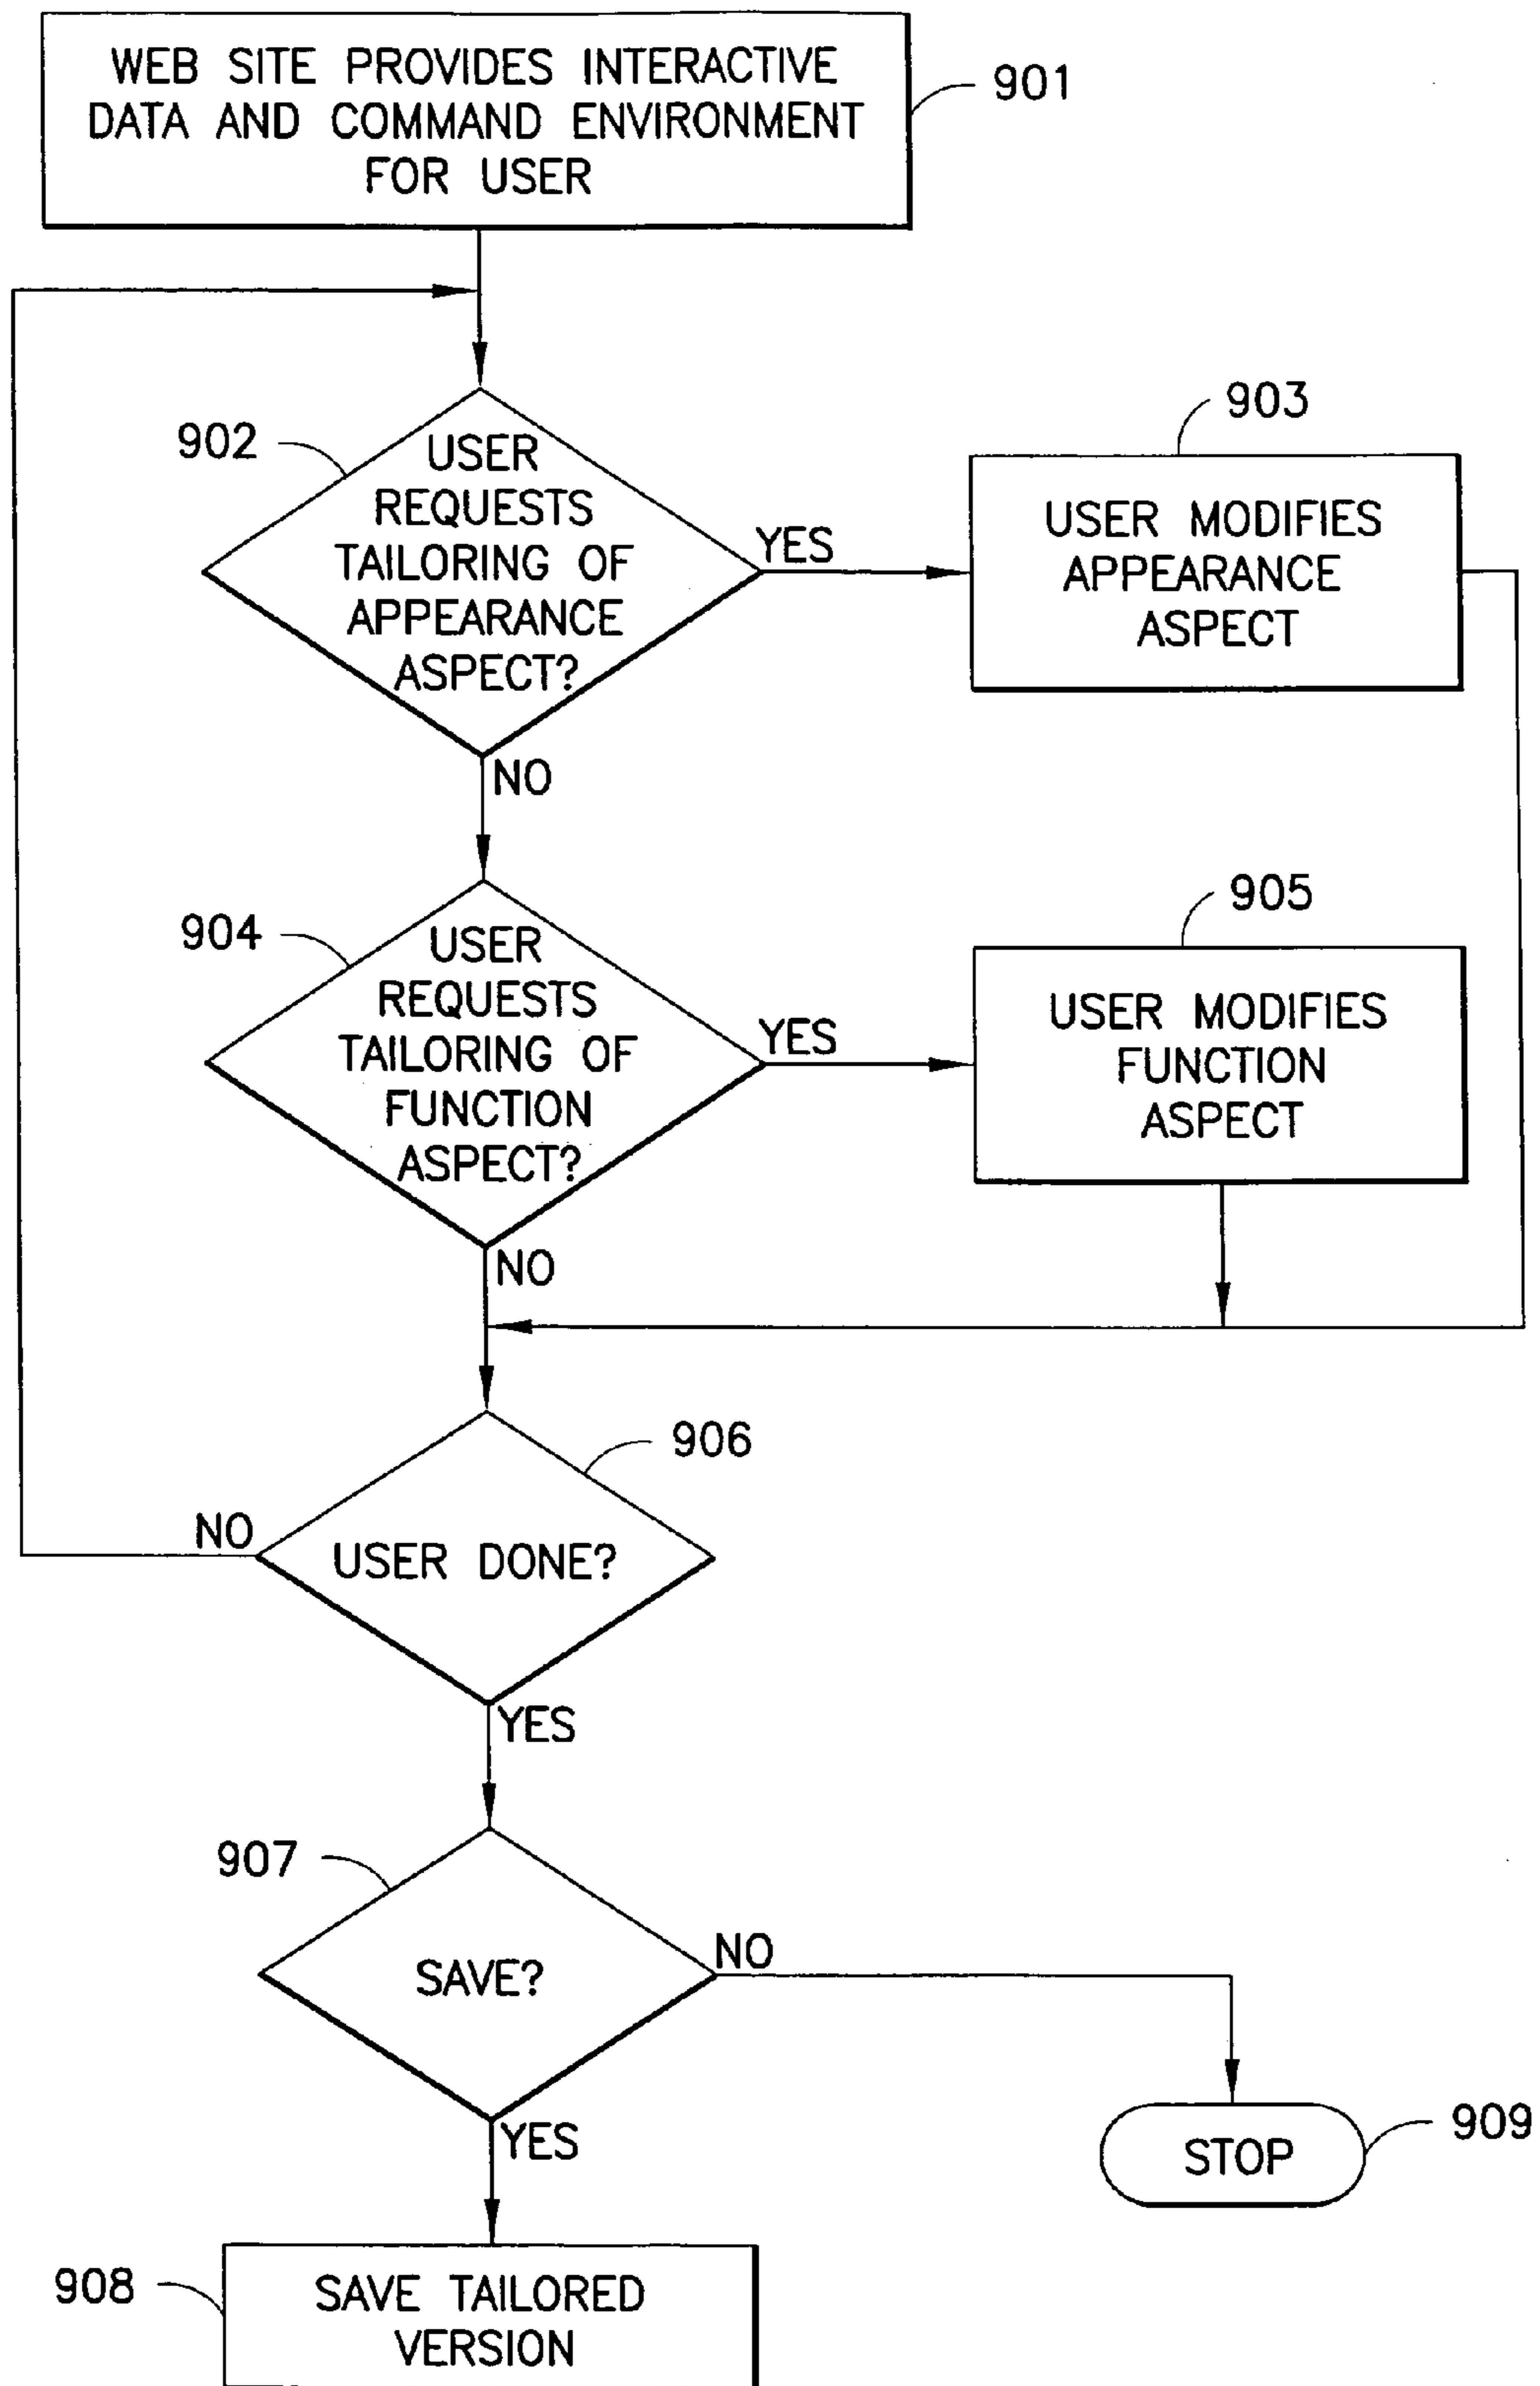 WEB SITE PROVIDES INTERACTIVE
DATA AND COMMAND ENVIRONMENT
FOR USER
901
902
USER
REQUESTS
TAILORING OF
APPEARANCE
ASPECT?
YES
903
USER MODIFIES
APPEARANCE
ASPECT
NO
904
USER
REQUESTS
TAILORING OF
FUNCTION
ASPECT?
YES
905
USER MODIFIES
FUNCTION
ASPECT
NO
906
USER DONE?
NO
YES
907
SAVE?
NO
YES
909
STOP
908
SAVE TAILORED
VERSION